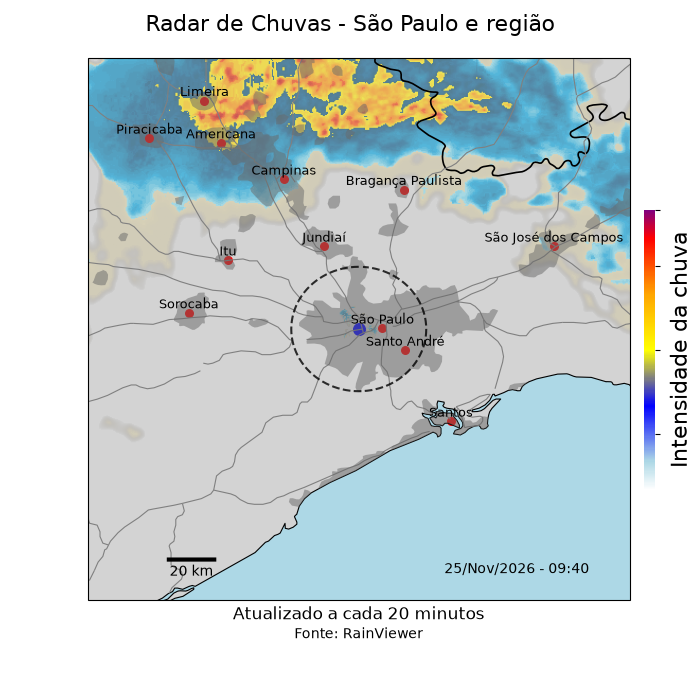 Radar de Chuvas - São Paulo e região
Limeira
Piracicaba
Americana
Campinas
Bragança Paulista
Jundiaí
São José dos Campos
Itu
Sorocaba
São Paulo
Santo André
Santos
Intensidade da chuva
20 km
25/Nov/2026 - 09:40
Atualizado a cada 20 minutos
Fonte: RainViewer